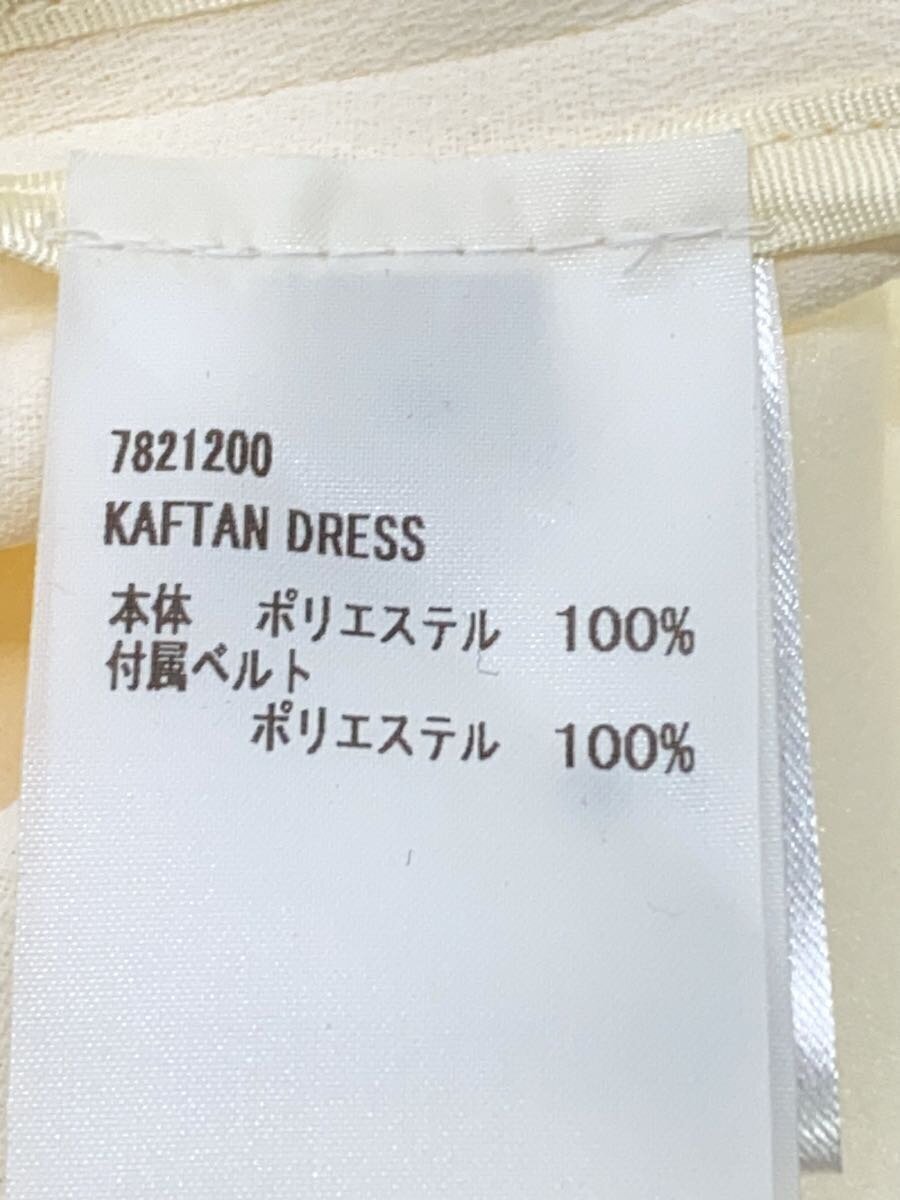 7821200
KAFTAN DRESS
本体 ポリエステル 100%
付属ベルト
ポリエステル 100%